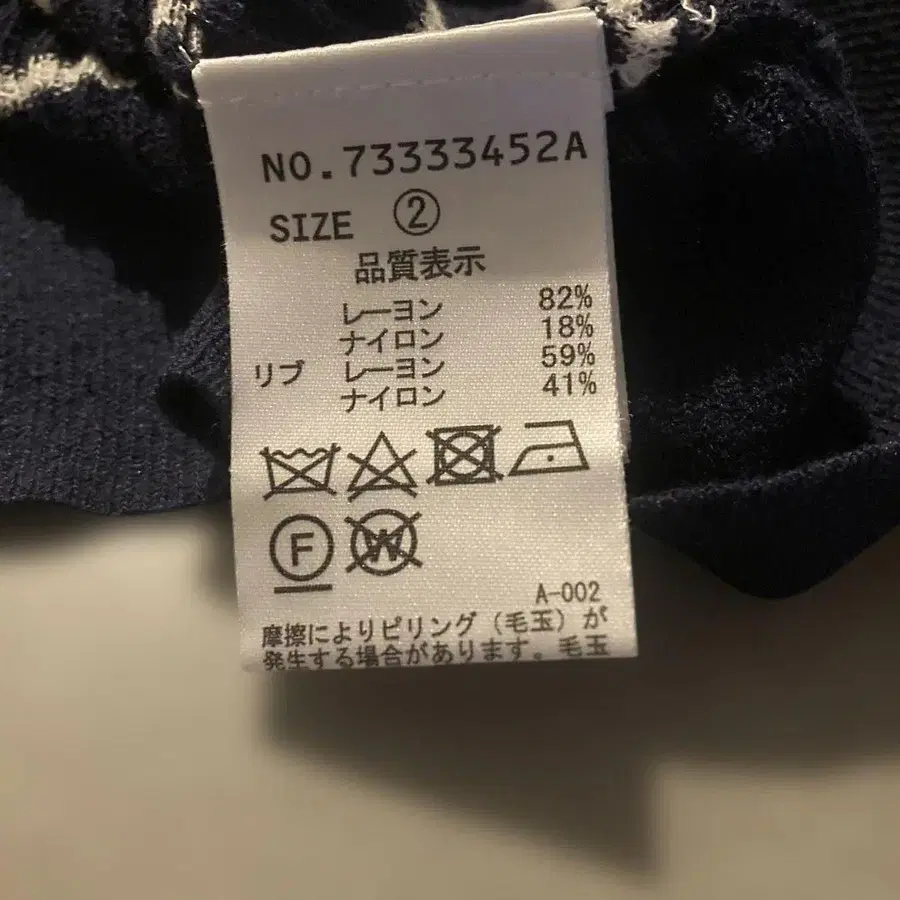 NO.73333452A
SIZE ②
品質表示
レーヨン 82%
ナイロン 18%
リブ レーヨン 59%
ナイロン 41%
F W
A-002
摩擦によりピリング（毛玉）が
発生する場合があります。毛玉